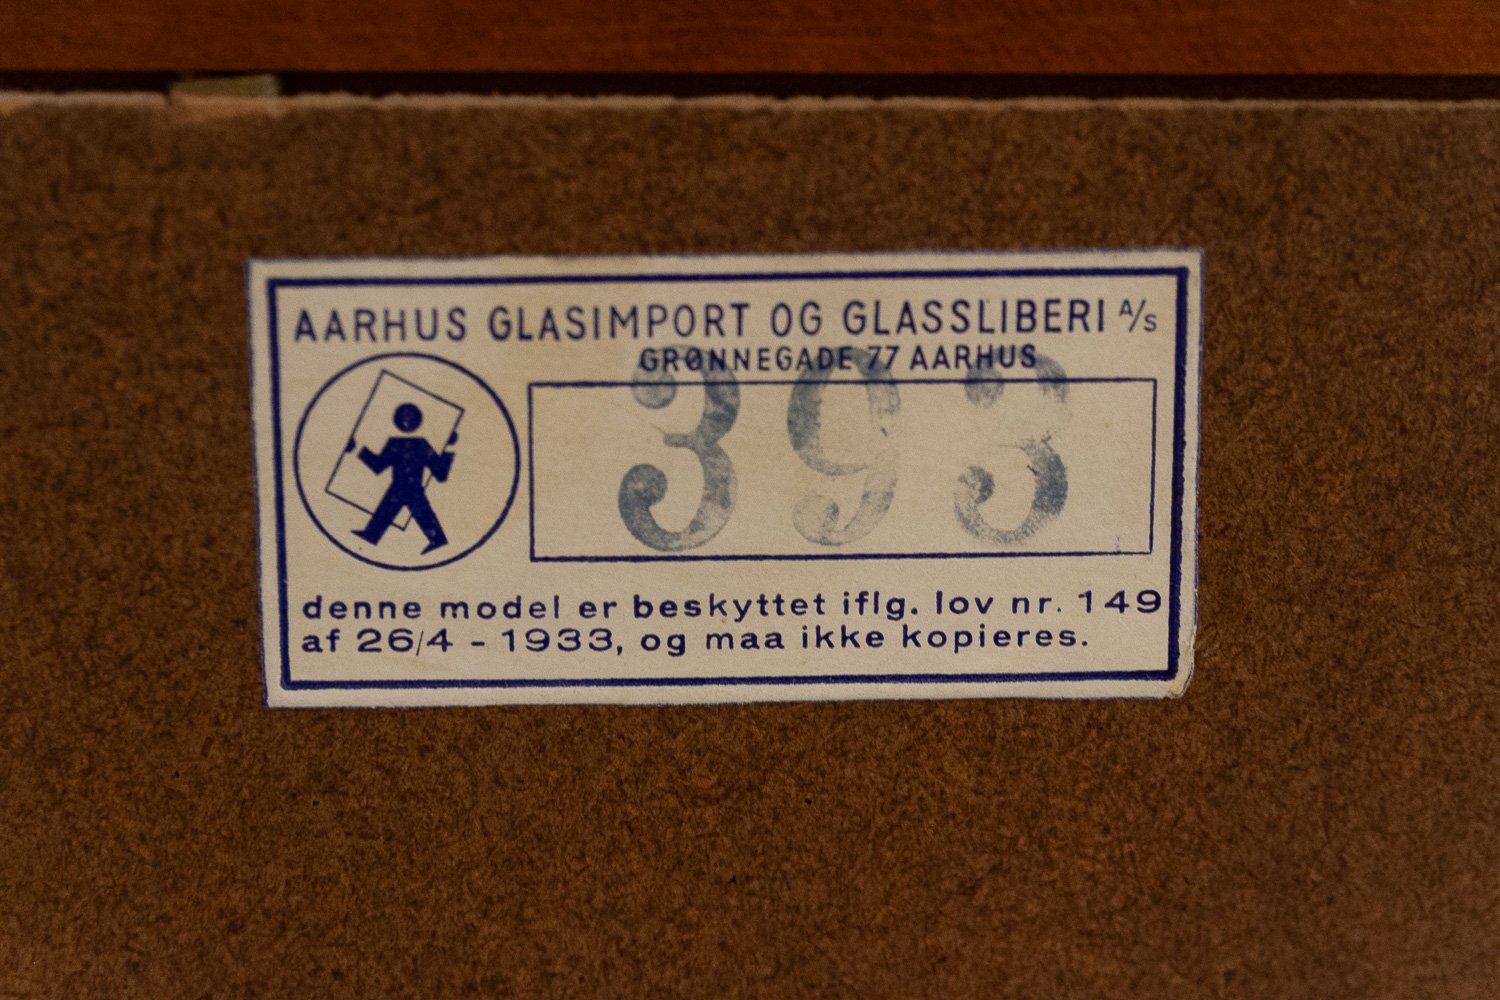 AARHUS GLASIMPORT OG GLASSLIBERI A/S
GRØNNEGADE 77 AARHUS
393
denne model er beskyttet iflg. lov nr. 149
af 26/4 - 1933, og maa ikke kopieres.